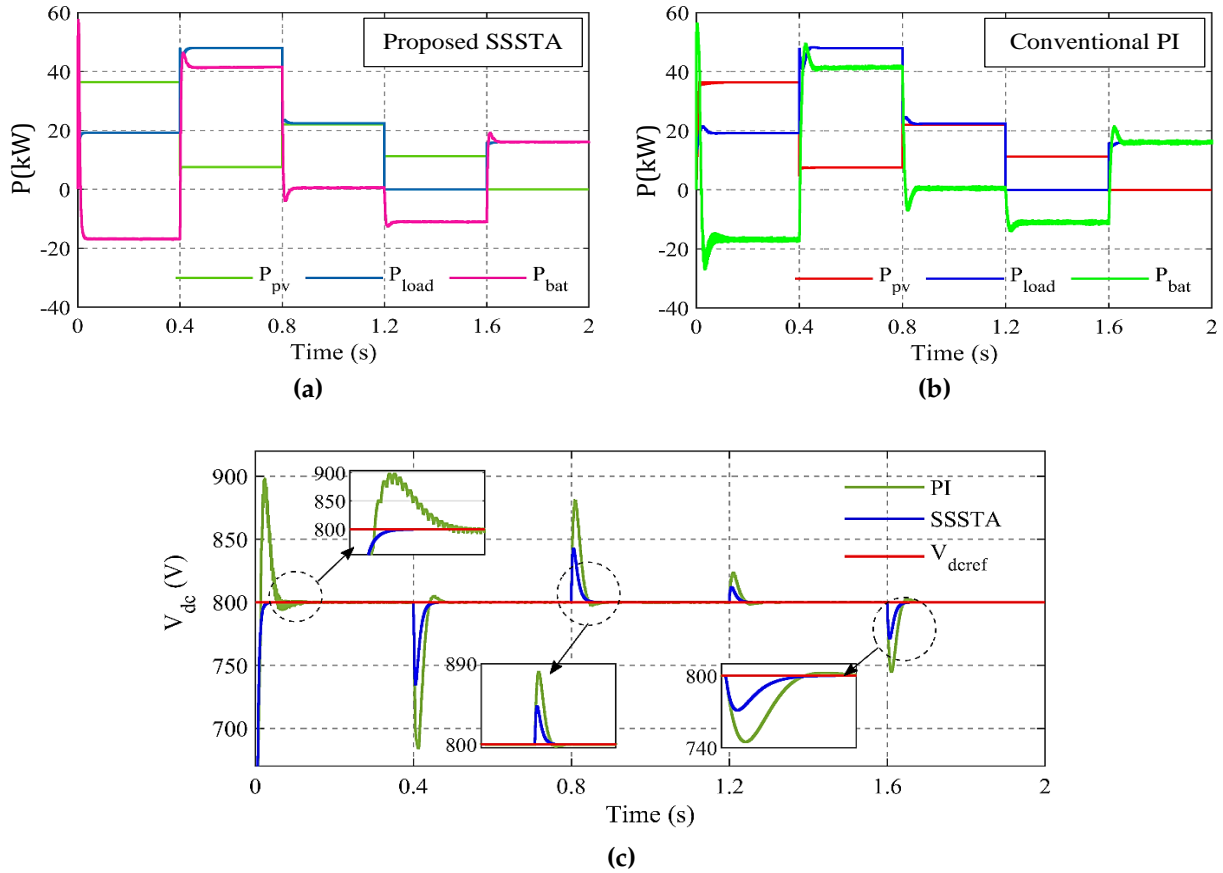 60
40
20
0
-20
-40
P(kW)
Proposed SSSTA
P_pv P_load P_bat
0 0.4 0.8 1.2 1.6 2
Time (s)
(a)
60
40
20
0
-20
-40
P(kW)
Conventional PI
P_pv P_load P_bat
0 0.4 0.8 1.2 1.6 2
Time (s)
(b)
900
850
800
750
700
V_dc (V)
900
850
800
890
800
800
740
PI
SSSTA
V_dcref
0 0.4 0.8 1.2 1.6 2
Time (s)
(c)